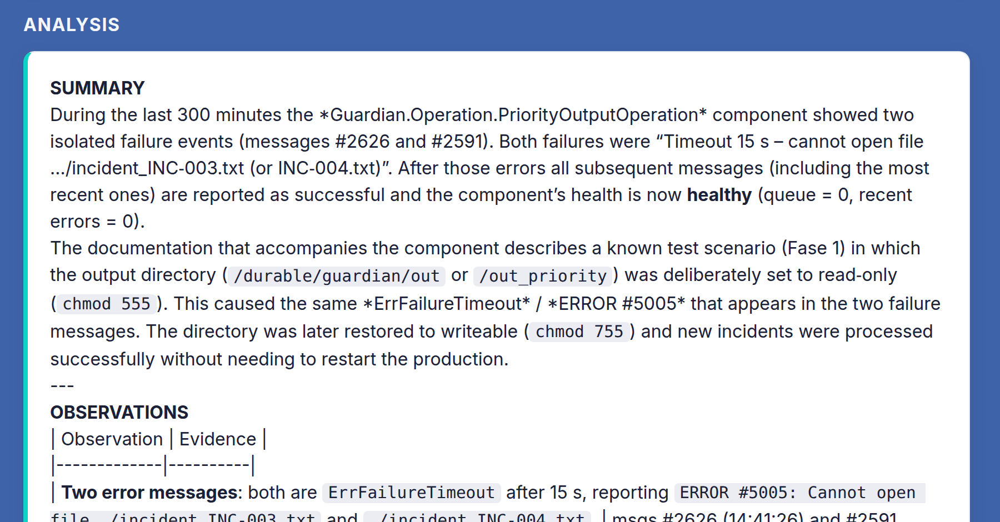 ANALYSIS
SUMMARY
During the last 300 minutes the *Guardian.Operation.PriorityOutputOperation* component showed two
isolated failure events (messages #2626 and #2591). Both failures were “Timeout 15 s – cannot open file
…/incident_INC‑003.txt (or INC‑004.txt)”. After those errors all subsequent messages (including the most
recent ones) are reported as successful and the component’s health is now healthy (queue = 0, recent
errors = 0).
The documentation that accompanies the component describes a known test scenario (Fase 1) in which
the output directory ( /durable/guardian/out or /out_priority ) was deliberately set to read‑only
( chmod 555 ). This caused the same *ErrFailureTimeout* / *ERROR #5005* that appears in the two failure
messages. The directory was later restored to writeable ( chmod 755 ) and new incidents were processed
successfully without needing to restart the production.
---
OBSERVATIONS
| Observation | Evidence |
|-------------|----------|
| Two error messages: both are ErrFailureTimeout after 15 s, reporting ERROR #5005: Cannot open
file …/incident_INC-003.txt and …/incident_INC-004.txt . | msgs #2626 (14:41:26) and #2591